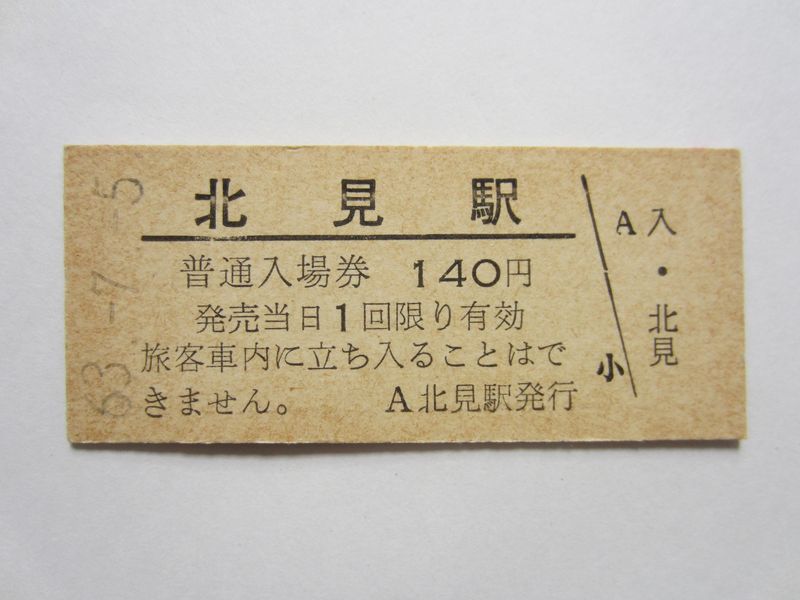 北見駅
普通入場券 140円
発売当日1回限り有効
旅客車内に立ち入ることはで
きません。 A北見駅発行
A
小
入・北見
63.-7.-5